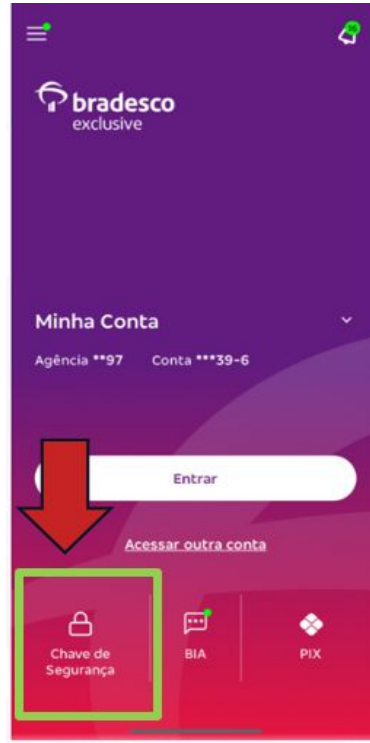 bradesco
exclusive
Minha Conta
Agência **97 Conta ***39-6
Entrar
Acessar outra conta
Chave de
Segurança
BIA
PIX